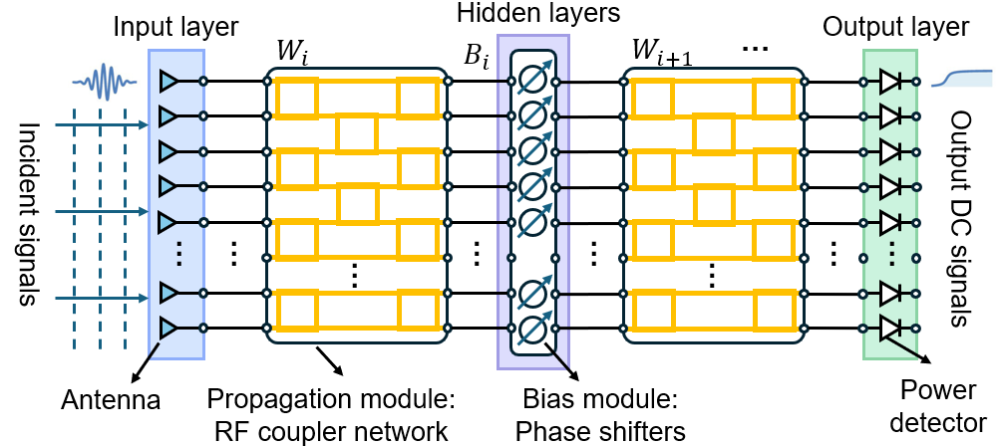 Input layer
Hidden layers
Output layer
W_i
B_i
W_{i+1}
...
Incident signals
Output DC signals
Antenna
Propagation module:
RF coupler network
Bias module:
Phase shifters
Power
detector